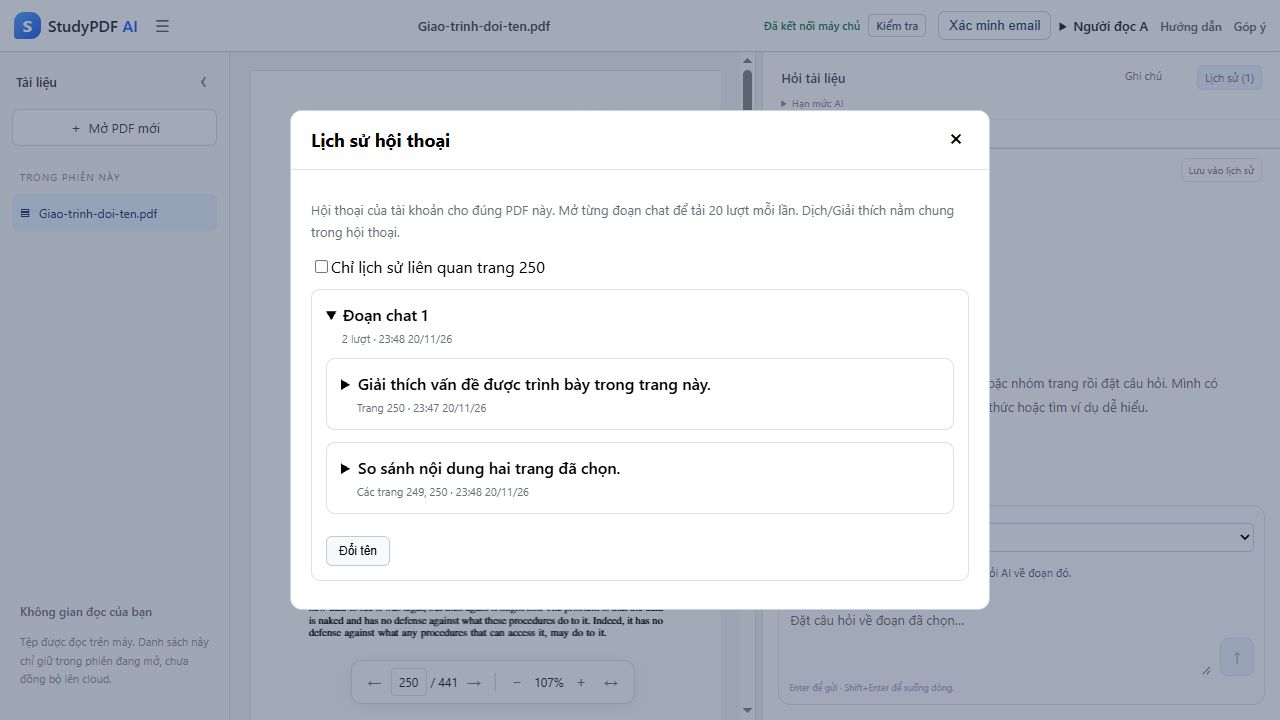 S StudyPDF AI ☰
Giao-trinh-doi-ten.pdf
Đã kết nối máy chủ
Kiểm tra
Xác minh email
▶ Người đọc A
Hướng dẫn
Góp ý
Tài liệu
+ Mở PDF mới
TRONG PHIÊN NÀY
Giao-trinh-doi-ten.pdf
Không gian đọc của bạn
Tệp được đọc trên máy. Danh sách này
chỉ giữ trong phiên đang mở, chưa
đồng bộ lên cloud.
Lịch sử hội thoại
Hội thoại của tài khoản cho đúng PDF này. Mở từng đoạn chat để tải 20 lượt mỗi lần. Dịch/Giải thích nằm chung
trong hội thoại.
Chỉ lịch sử liên quan trang 250
▼ Đoạn chat 1
2 lượt · 23:48 20/11/26
▶ Giải thích vấn đề được trình bày trong trang này.
Trang 250 · 23:47 20/11/26
▶ So sánh nội dung hai trang đã chọn.
Các trang 249, 250 · 23:48 20/11/26
Đổi tên
is naked and has no defense against what these procedures do to it. Indeed, it has no
defense against what any procedures that can access it, may do to it.
← 250 / 441 → − 107% + ↔
Hỏi tài liệu
Ghi chú
Lịch sử (1)
▶ Hạn mức AI
Lưu vào lịch sử
nhóm trang rồi đặt câu hỏi. Mình có
thức hoặc tìm ví dụ dễ hiểu.
AI về đoạn đó.
Đặt câu hỏi về đoạn đã chọn...
↑
Enter để gửi · Shift+Enter để xuống dòng.